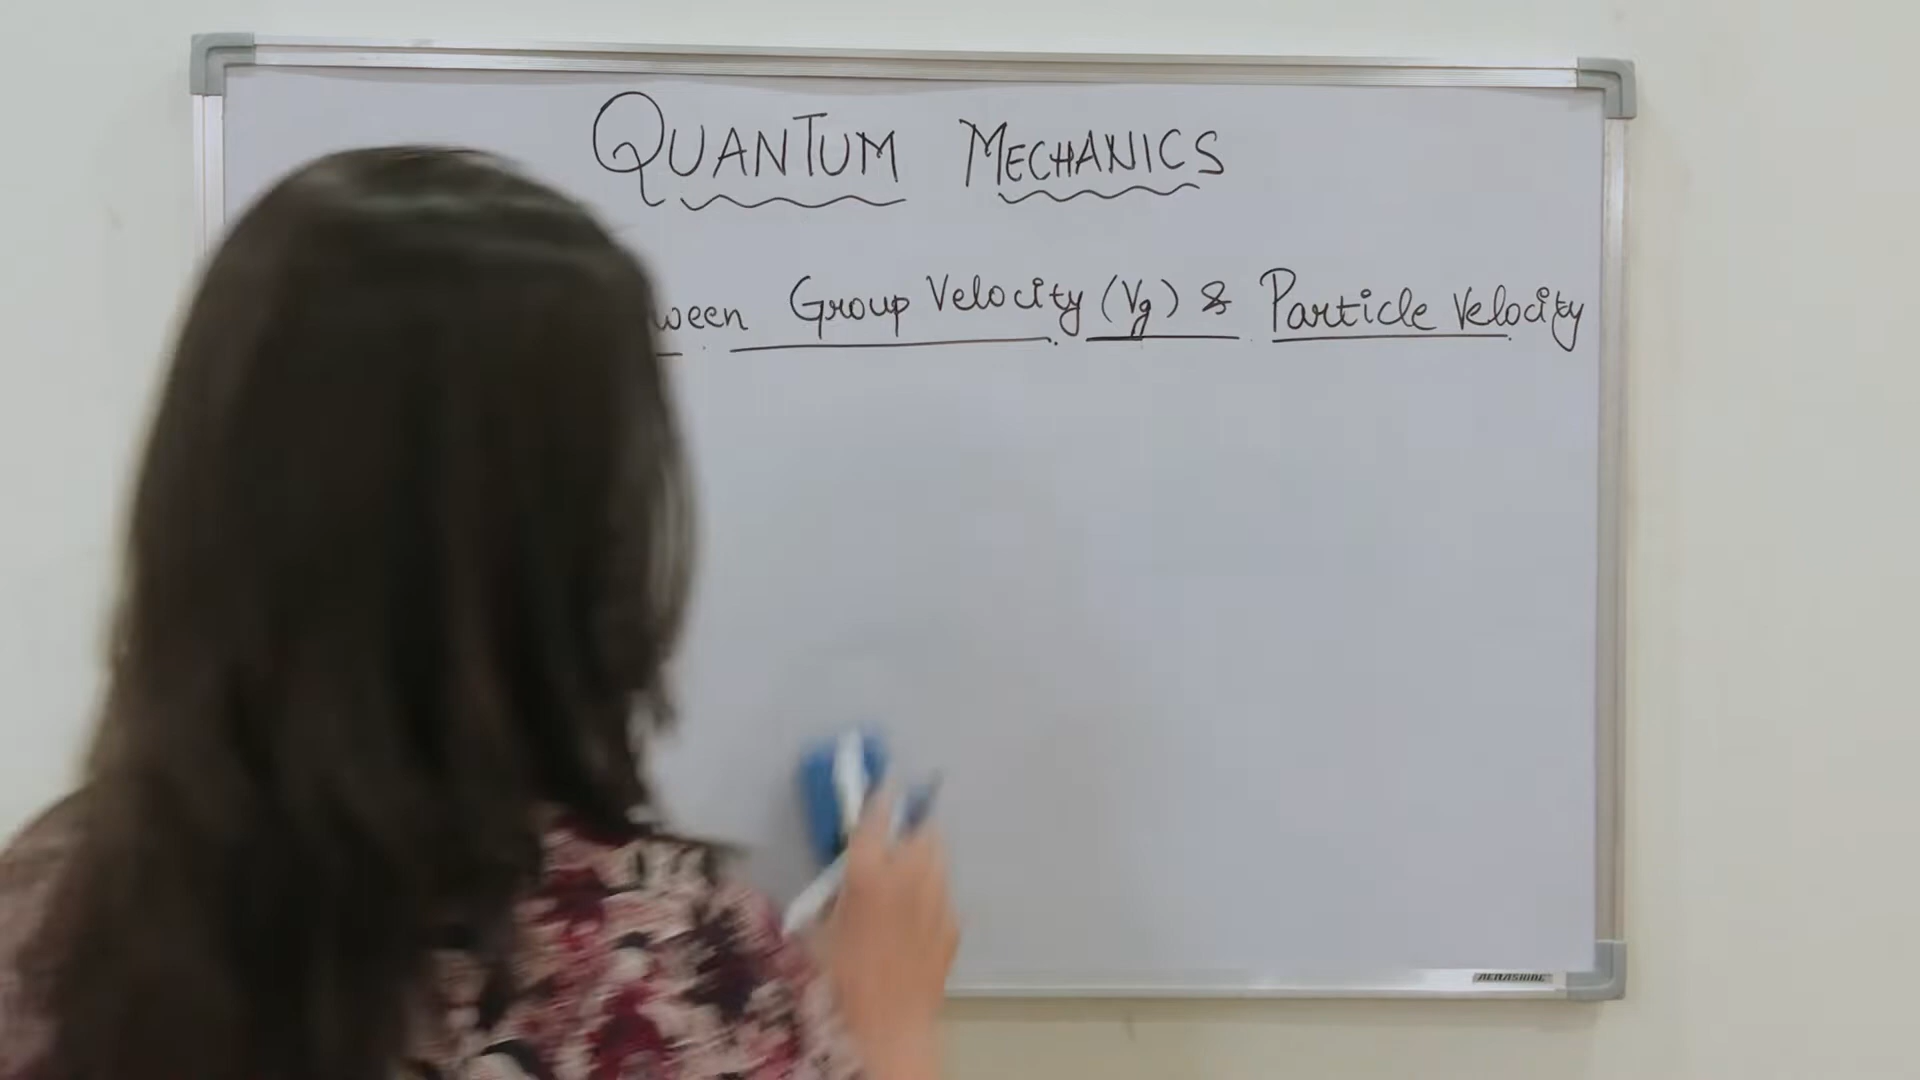 QUANTUM MECHANICS
ween Group Velocity (Vg) & Particle Velocity